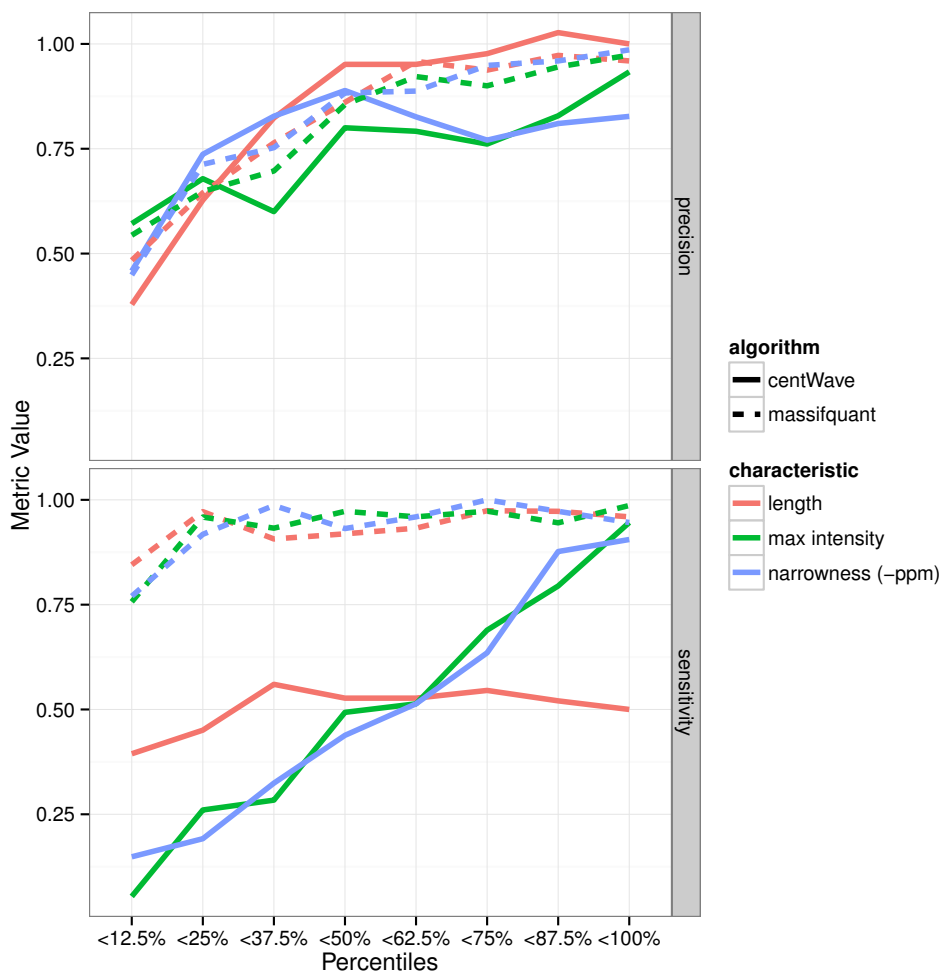 Metric Value
1.00
0.75
0.50
0.25
precision
1.00
0.75
0.50
0.25
sensitivity
<12.5% <25% <37.5% <50% <62.5% <75% <87.5% <100%
Percentiles
algorithm
centWave
massifquant
characteristic
length
max intensity
narrowness (−ppm)